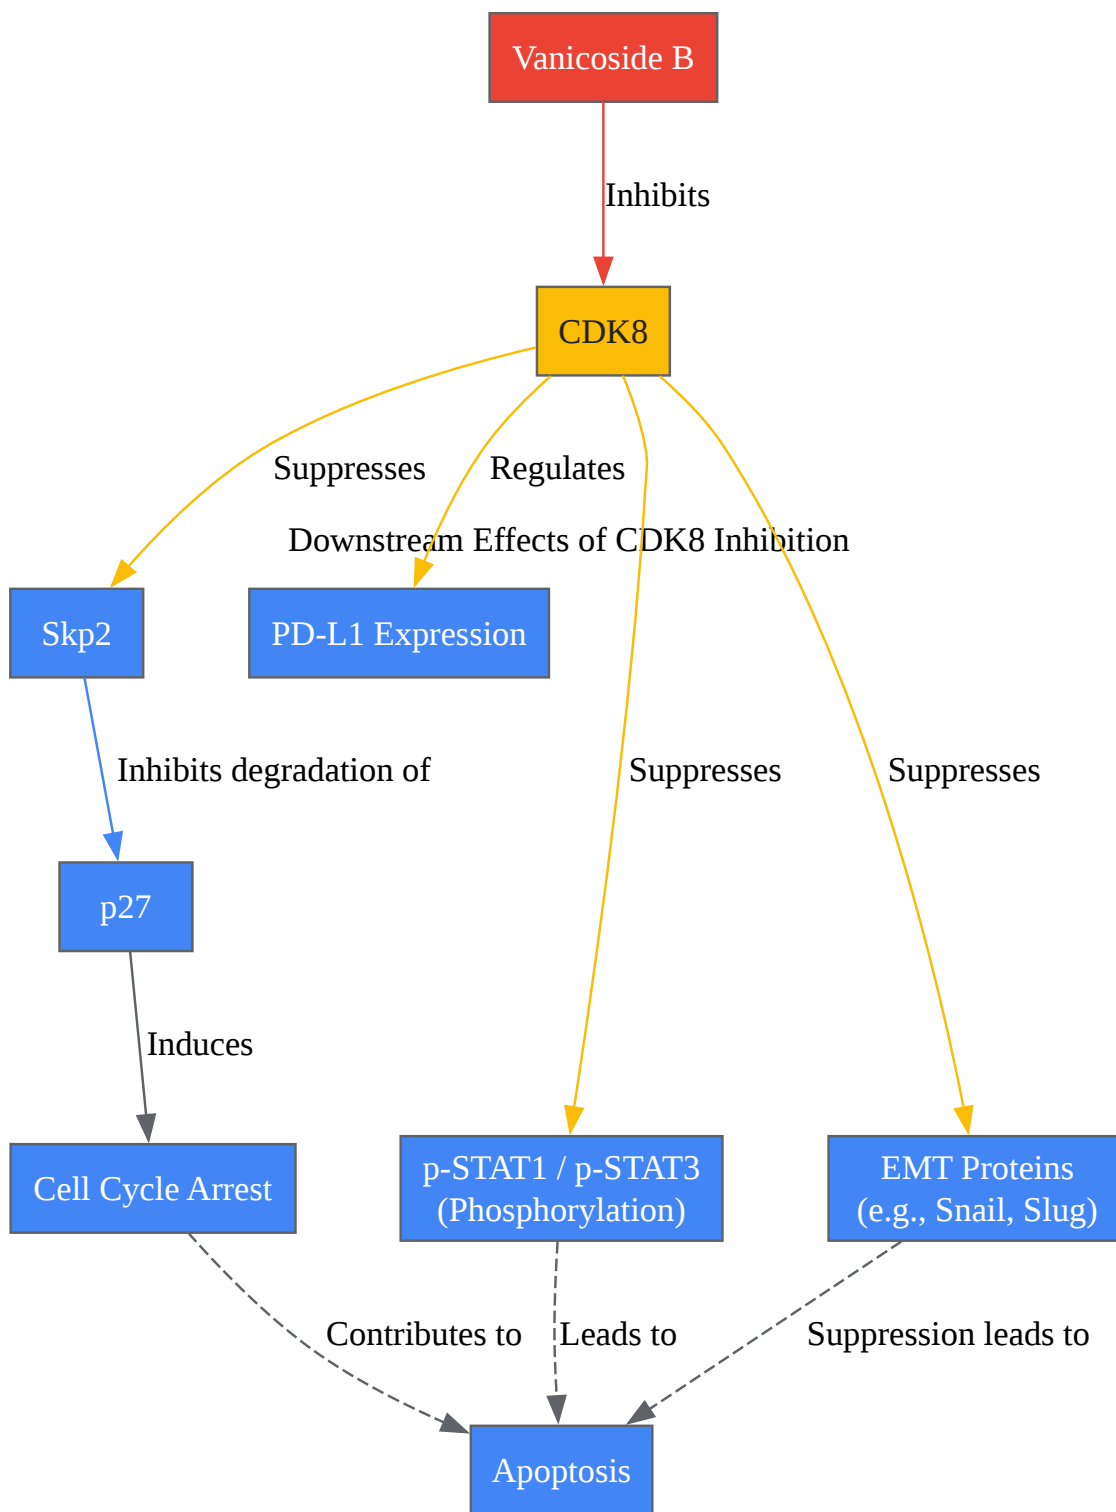 Vanicoside B
Inhibits
CDK8
Suppresses
Regulates
Downstream Effects of CDK8 Inhibition
Skp2
PD-L1 Expression
Inhibits degradation of
Suppresses
Suppresses
p27
Induces
Cell Cycle Arrest
p-STAT1 / p-STAT3
(Phosphorylation)
EMT Proteins
(e.g., Snail, Slug)
Contributes to
Leads to
Suppression leads to
Apoptosis